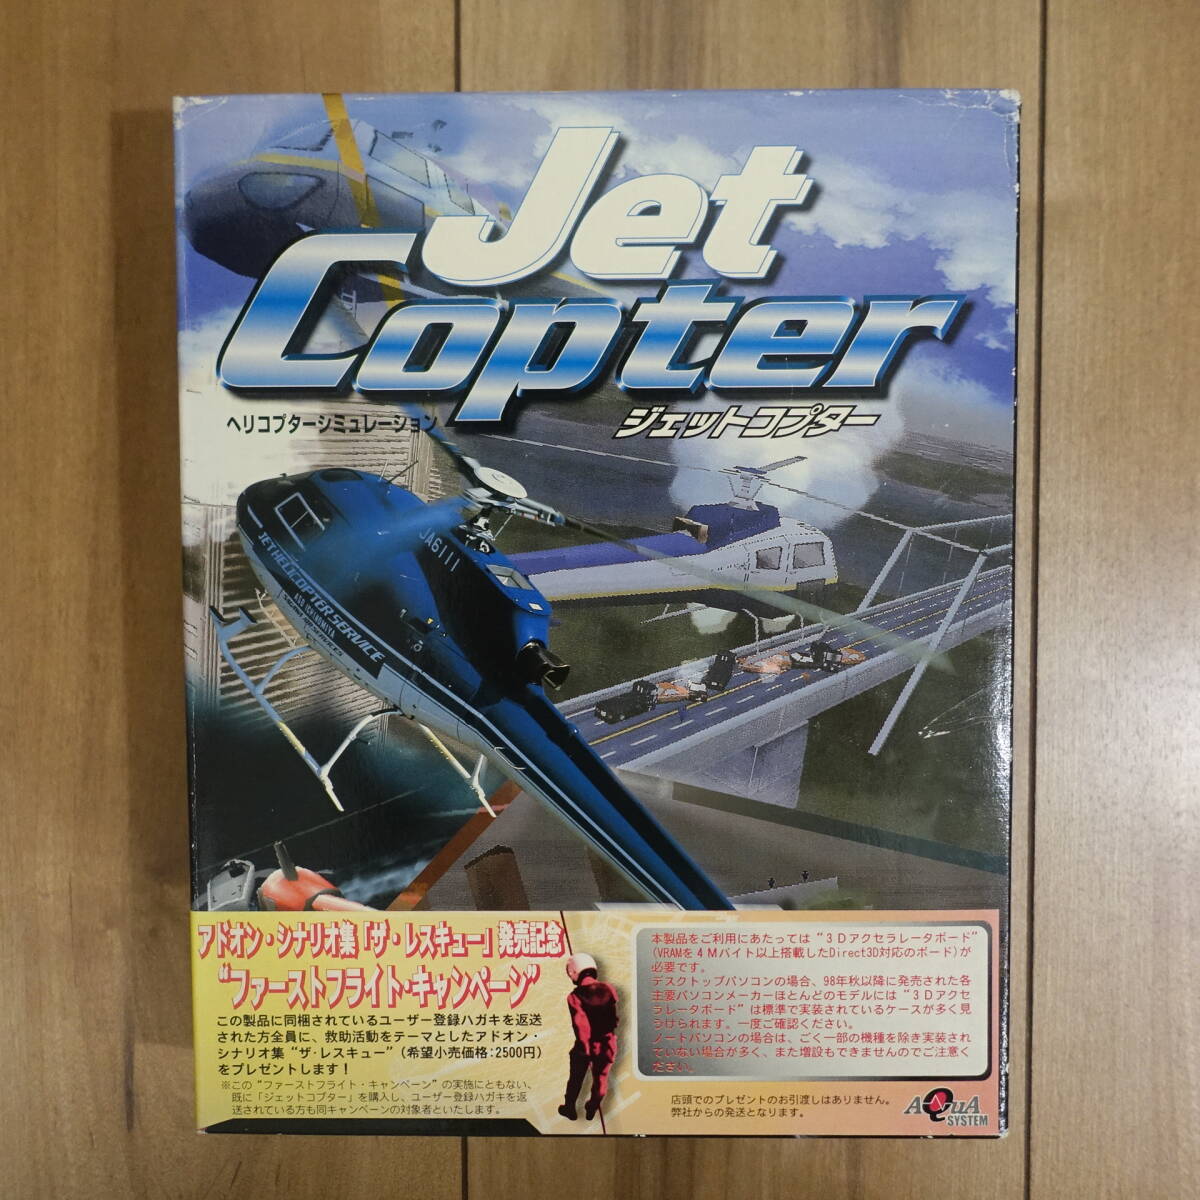 Jet
Copter
ヘリコプターシミュレーション
ジェットコプター
JA6111
JET HELICOPTER SERVICE
アドオン・シナリオ集「ザ・レスキュー」発売記念
“ファーストフライト・キャンペーン”
この製品に同梱されているユーザー登録ハガキを返送
された方全員に、救助活動をテーマとしたアドオン・
シナリオ集“ザ・レスキュー”（希望小売価格:2500円）
をプレゼントします！
※この“ファーストフライト・キャンペーン”の実施にともない、
既に「ジェットコプター」を購入し、ユーザー登録ハガキを返
送されている方も同キャンペーンの対象者といたします。
本製品をご利用にあたっては“３Ｄアクセラレータボード”
(VRAMを４Ｍバイト以上搭載したDirect3D対応のボード)が
必要です。
デスクトップパソコンの場合、98年秋以降に発売された各
主要パソコンメーカーほとんどのモデルには“３Ｄアクセ
ラレータボード”は標準で実装されているケースが多く見
うけられます。一度ご確認ください。
ノートパソコンの場合は、ごく一部の機種を除き実装され
ていない場合が多く、また増設もできませんのでご注意く
ださい。
店頭でのプレゼントのお引渡しはありません。
弊社からの発送となります。
AQUA
SYSTEM